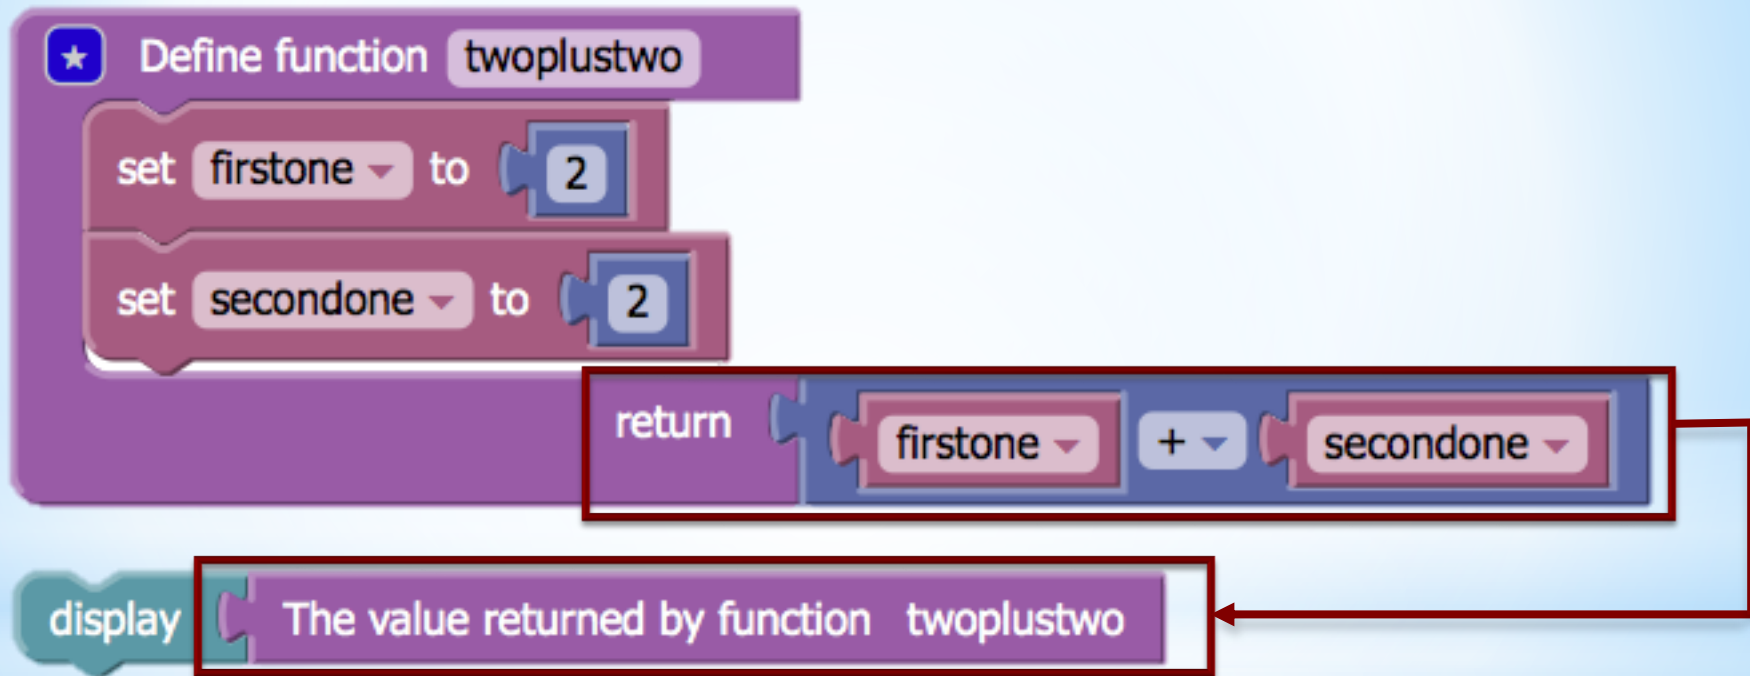 Define function twoplustwo
set firstone to 2
set secondone to 2
return firstone + secondone
display The value returned by function twoplustwo